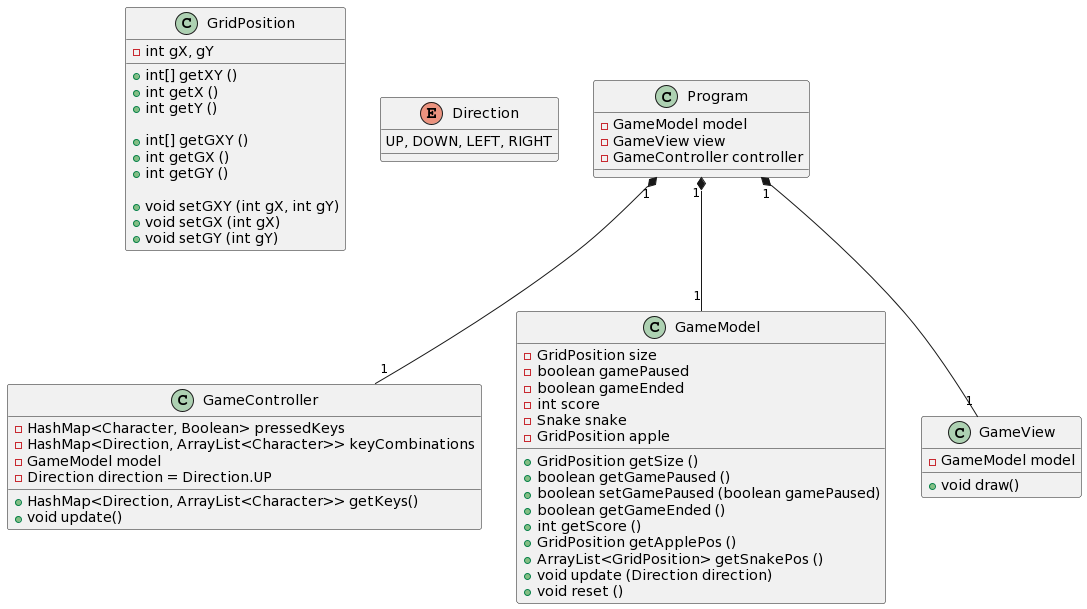 C GridPosition
int gX, gY
int[] getXY ()
int getX ()
int getY ()
int[] getGXY ()
int getGX ()
int getGY ()
void setGXY (int gX, int gY)
void setGX (int gX)
void setGY (int gY)
E Direction
UP, DOWN, LEFT, RIGHT
C Program
GameModel model
GameView view
GameController controller
1
1
1
1
1
1
C GameController
HashMap<Character, Boolean> pressedKeys
HashMap<Direction, ArrayList<Character>> keyCombinations
GameModel model
Direction direction = Direction.UP
HashMap<Direction, ArrayList<Character>> getKeys()
void update()
C GameModel
GridPosition size
boolean gamePaused
boolean gameEnded
int score
Snake snake
GridPosition apple
GridPosition getSize ()
boolean getGamePaused ()
boolean setGamePaused (boolean gamePaused)
boolean getGameEnded ()
int getScore ()
GridPosition getApplePos ()
ArrayList<GridPosition> getSnakePos ()
void update (Direction direction)
void reset ()
C GameView
GameModel model
void draw()